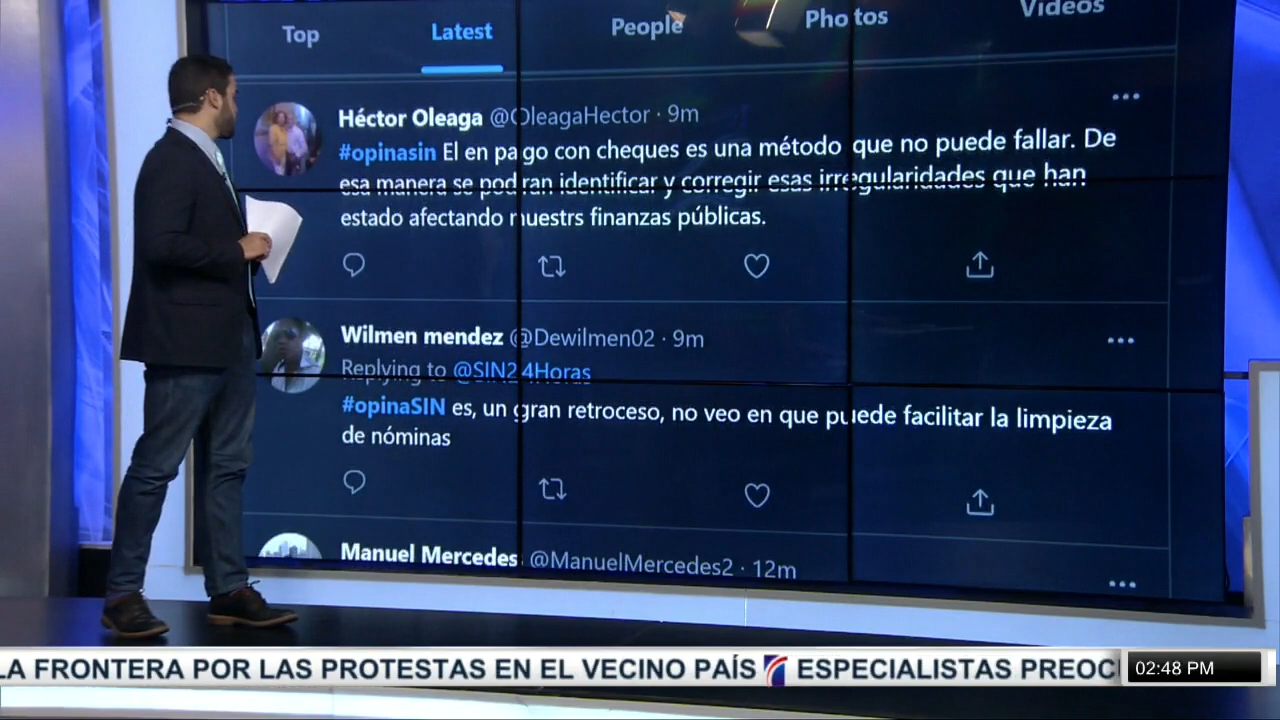 Top Latest People Photos Videos
Héctor Oleaga @OleagaHector · 9m
#opinasin El en pago con cheques es una método que no puede fallar. De
esa manera se podran identificar y corregir esas irregularidades que han
estado afectando nuestrs finanzas públicas.
Wilmen mendez @Dewilmen02 · 9m
Replying to @SIN24Horas
#opinaSIN es, un gran retroceso, no veo en que puede facilitar la limpieza
de nóminas
Manuel Mercedes @ManuelMercedes2 · 12m
LA FRONTERA POR LAS PROTESTAS EN EL VECINO PAÍS ESPECIALISTAS PREOC
02:48 PM